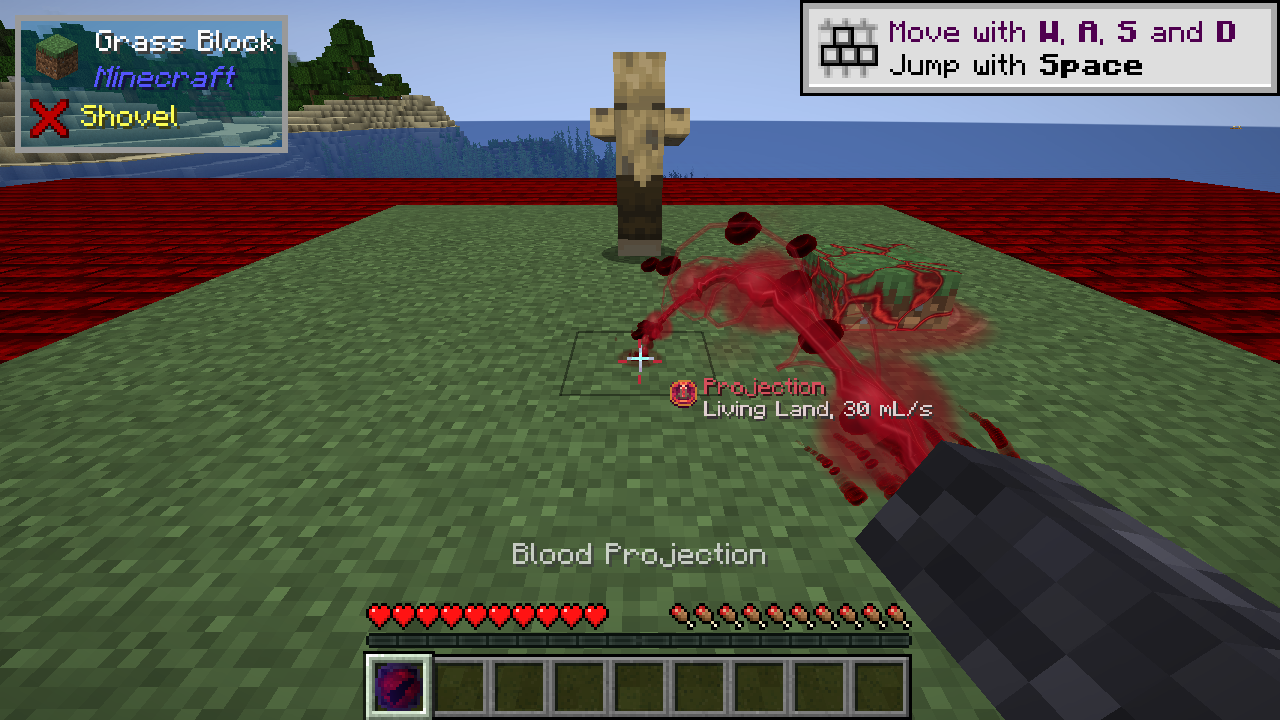 Grass Block
Minecraft
Shovel
Move with W, A, S and D
Jump with Space
Projection
Living Land, 30 mL/s
Blood Projection